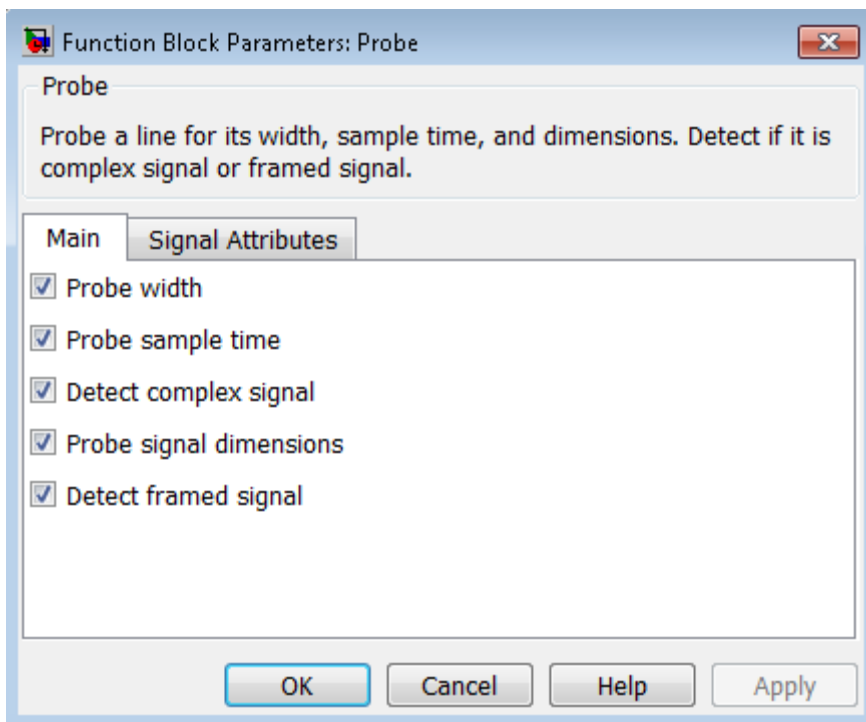 Function Block Parameters: Probe
Probe
Probe a line for its width, sample time, and dimensions. Detect if it is
complex signal or framed signal.
Main Signal Attributes
Probe width
Probe sample time
Detect complex signal
Probe signal dimensions
Detect framed signal
OK Cancel Help Apply